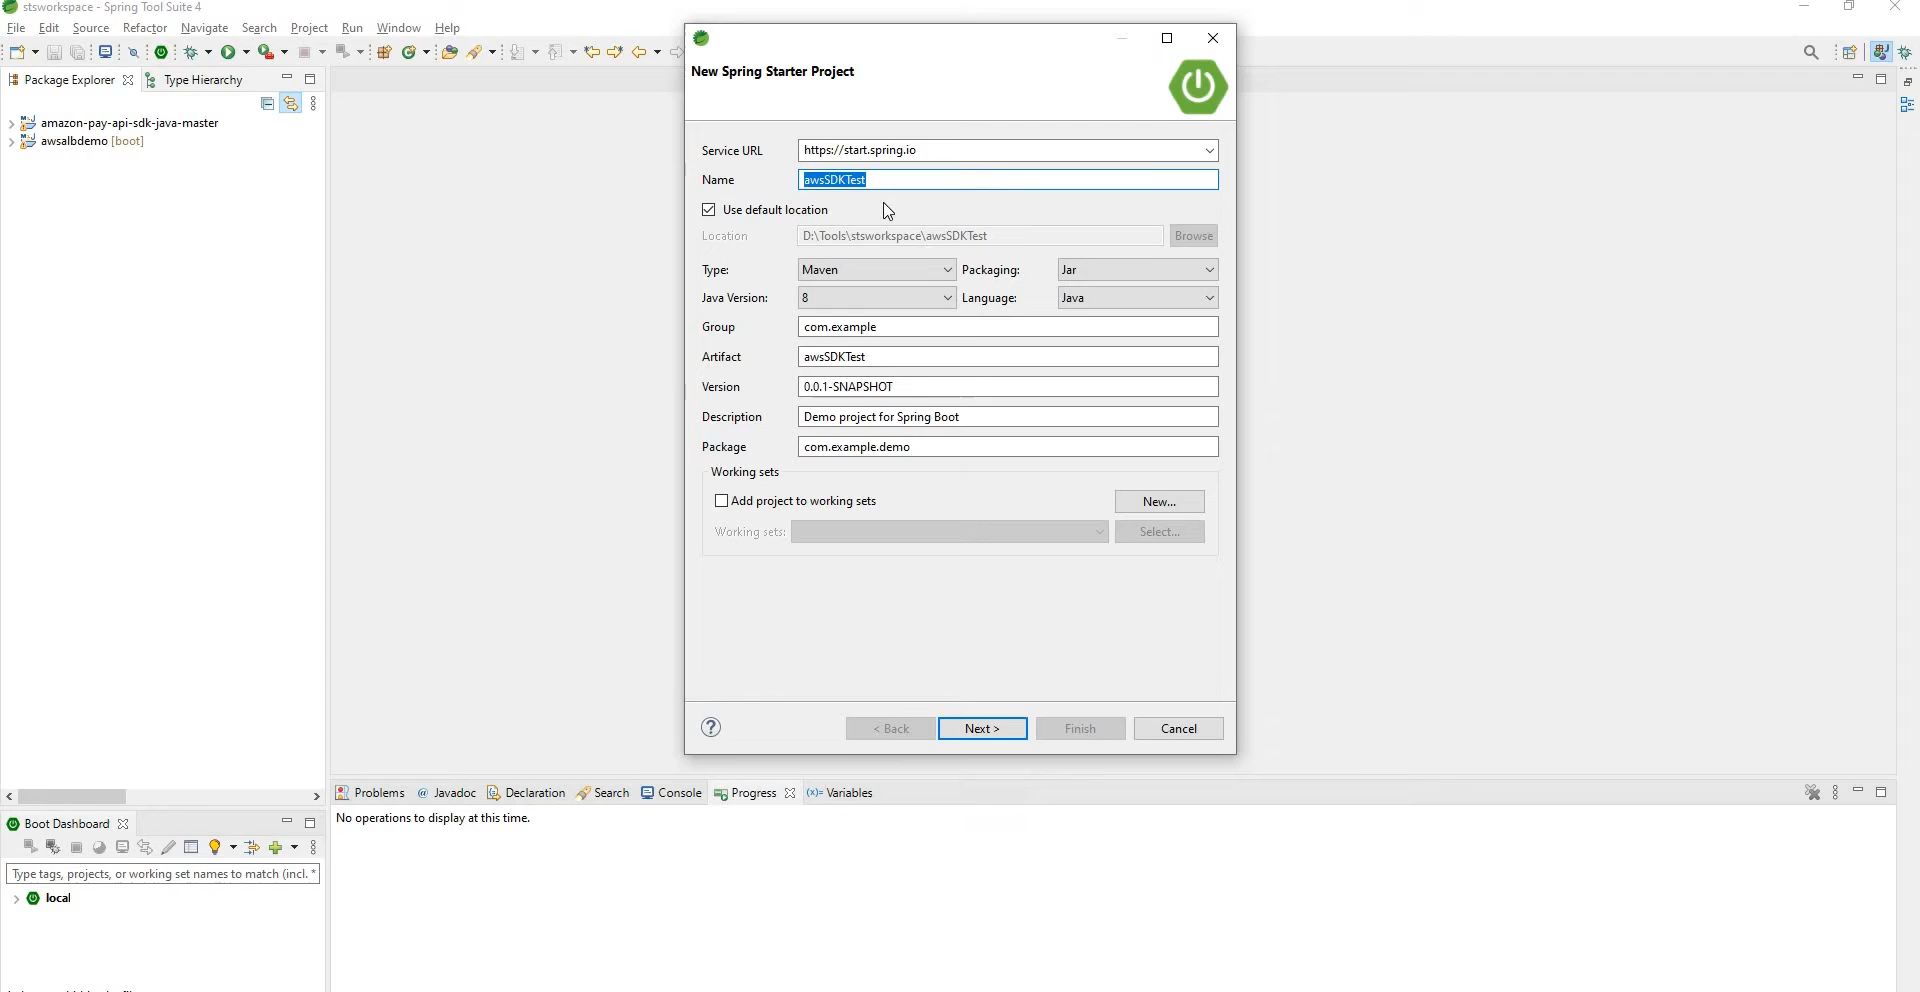 stsworkspace - Spring Tool Suite 4
File Edit Source Refactor Navigate Search Project Run Window Help
Package Explorer Type Hierarchy
amazon-pay-api-sdk-java-master
awsalbdemo [boot]
New Spring Starter Project
Service URL https://start.spring.io
Name awsSDKTest
Use default location
Location D:\Tools\stsworkspace\awsSDKTest Browse
Type: Maven Packaging: Jar
Java Version: 8 Language: Java
Group com.example
Artifact awsSDKTest
Version 0.0.1-SNAPSHOT
Description Demo project for Spring Boot
Package com.example.demo
Working sets
Add project to working sets New...
Working sets: Select...
? < Back Next > Finish Cancel
Problems @ Javadoc Declaration Search Console Progress (x)= Variables
No operations to display at this time.
Boot Dashboard
Type tags, projects, or working set names to match (incl. *
local